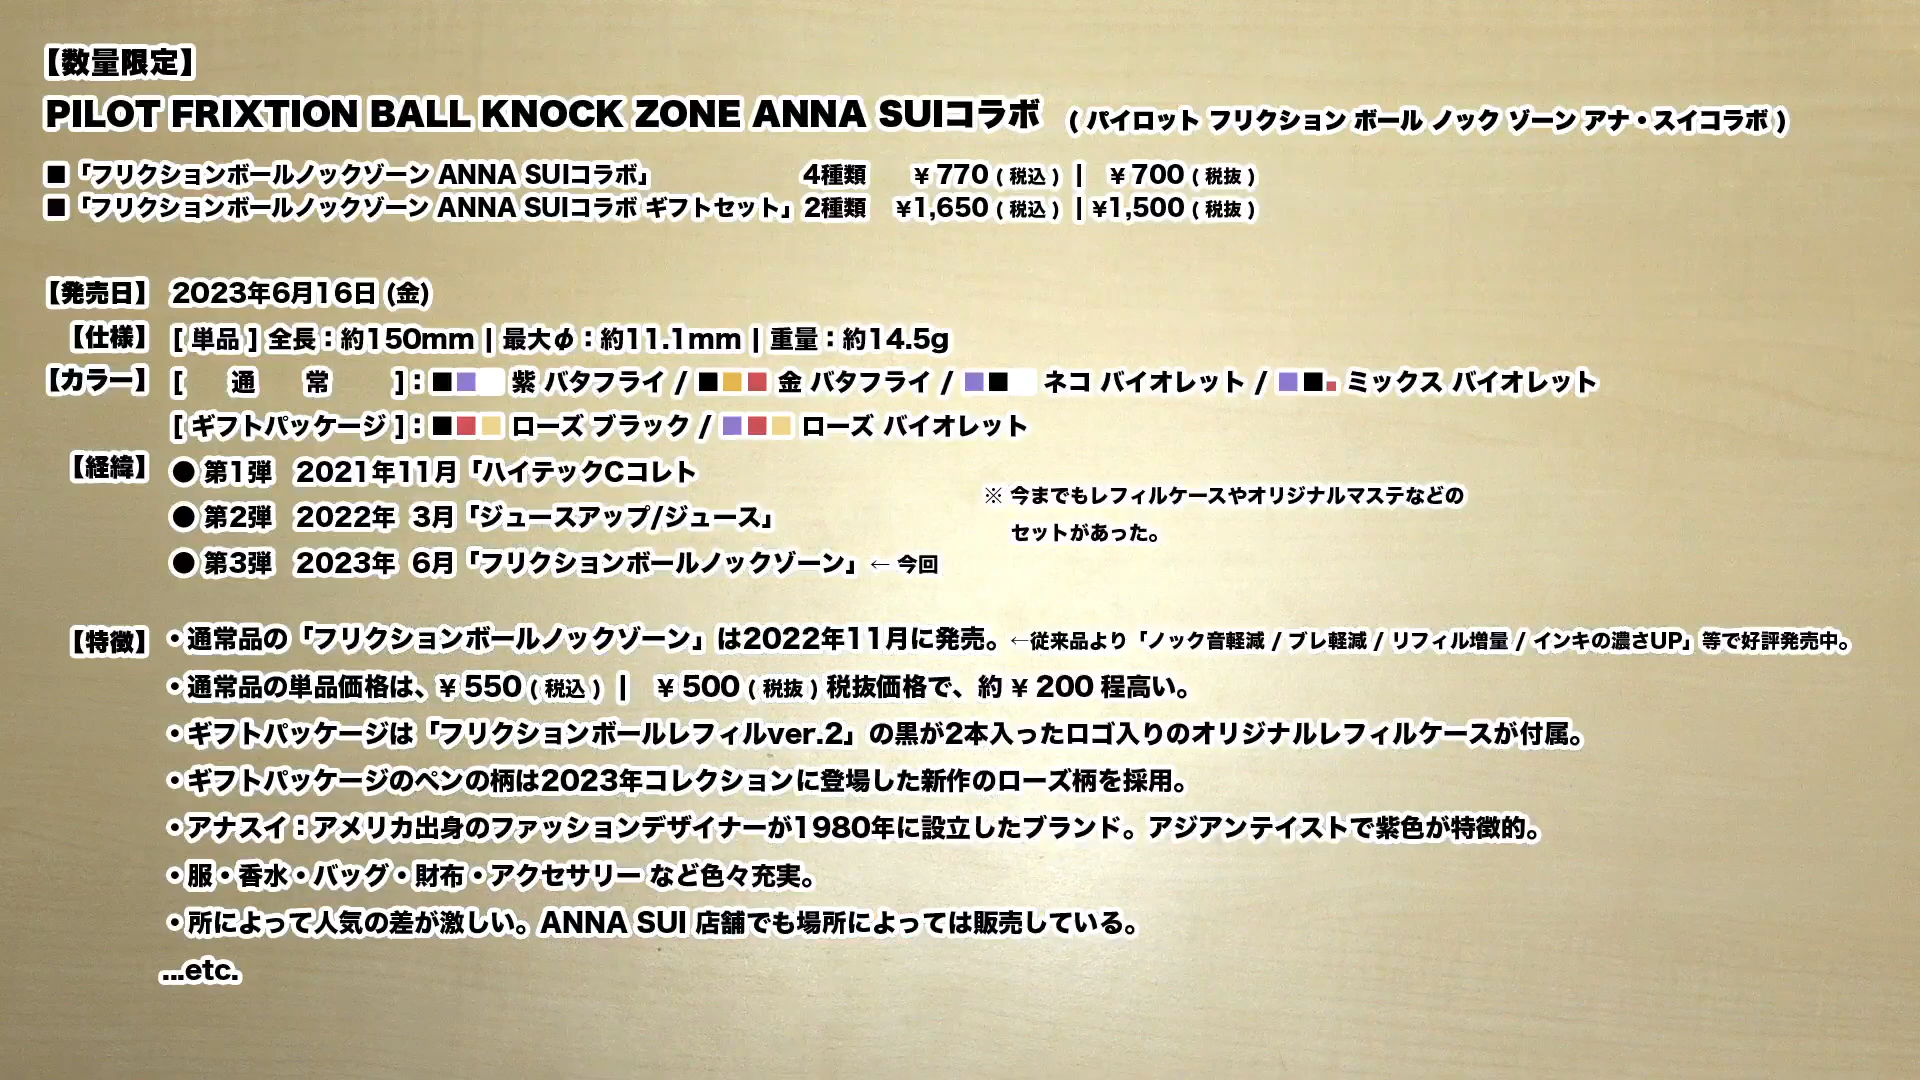 【数量限定】
PILOT FRIXTION BALL KNOCK ZONE ANNA SUIコラボ ( パイロット フリクション ボール ノック ゾーン アナ・スイコラボ )
■「フリクションボールノックゾーン ANNA SUIコラボ」 4種類 ¥ 770 ( 税込 ) | ¥ 700 ( 税抜 )
■「フリクションボールノックゾーン ANNA SUIコラボ ギフトセット」 2種類 ¥1,650 ( 税込 ) | ¥1,500 ( 税抜 )
【発売日】 2023年6月16日 (金)
【仕様】 [ 単品 ] 全長：約150mm | 最大φ：約11.1mm | 重量：約14.5g
【カラー】 [ 通 常 ]：■■■ 紫 バタフライ / ■■■ 金 バタフライ / ■■■ ネコ バイオレット / ■■■ ミックス バイオレット
[ ギフトパッケージ ]：■■■ ローズ ブラック / ■■■ ローズ バイオレット
【経緯】 ● 第1弾 2021年11月「ハイテックCコレト
● 第2弾 2022年 3月「ジュースアップ/ジュース」
● 第3弾 2023年 6月「フリクションボールノックゾーン」← 今回
※ 今までもレフィルケースやオリジナルマステなどの
セットがあった。
【特徴】 ・通常品の「フリクションボールノックゾーン」は2022年11月に発売。←従来品より「ノック音軽減 / ブレ軽減 / リフィル増量 / インキの濃さUP」等で好評発売中。
・通常品の単品価格は、¥ 550 ( 税込 ) | ¥ 500 ( 税抜 ) 税抜価格で、約 ¥ 200 程高い。
・ギフトパッケージは「フリクションボールレフィルver.2」の黒が2本入ったロゴ入りのオリジナルレフィルケースが付属。
・ギフトパッケージのペンの柄は2023年コレクションに登場した新作のローズ柄を採用。
・アナスイ：アメリカ出身のファッションデザイナーが1980年に設立したブランド。アジアンテイストで紫色が特徴的。
・服・香水・バッグ・財布・アクセサリー など色々充実。
・所によって人気の差が激しい。ANNA SUI 店舗でも場所によっては販売している。
...etc.